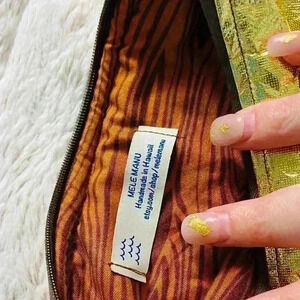 MELE MANU
Handmade in Hawaii
etsy.com/shop/melemanu